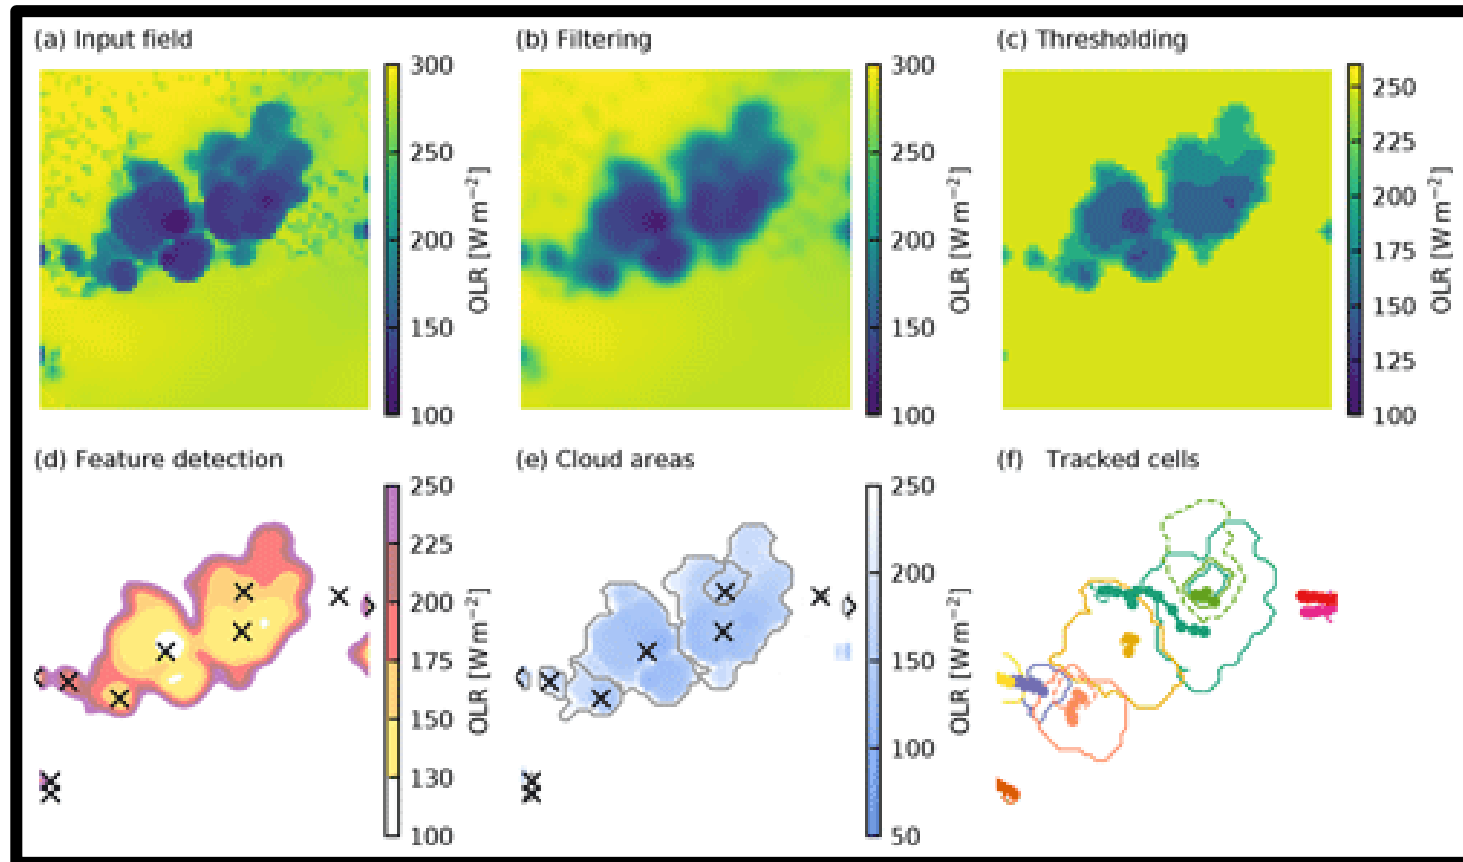 (a) Input field
(b) Filtering
(c) Thresholding
300
250
200
150
100
OLR [W m⁻²]
300
250
200
150
100
OLR [W m⁻²]
250
225
200
175
150
125
100
OLR [W m⁻²]
(d) Feature detection
(e) Cloud areas
(f) Tracked cells
250
225
200
175
150
130
100
OLR [W m⁻²]
250
200
150
100
50
OLR [W m⁻²]